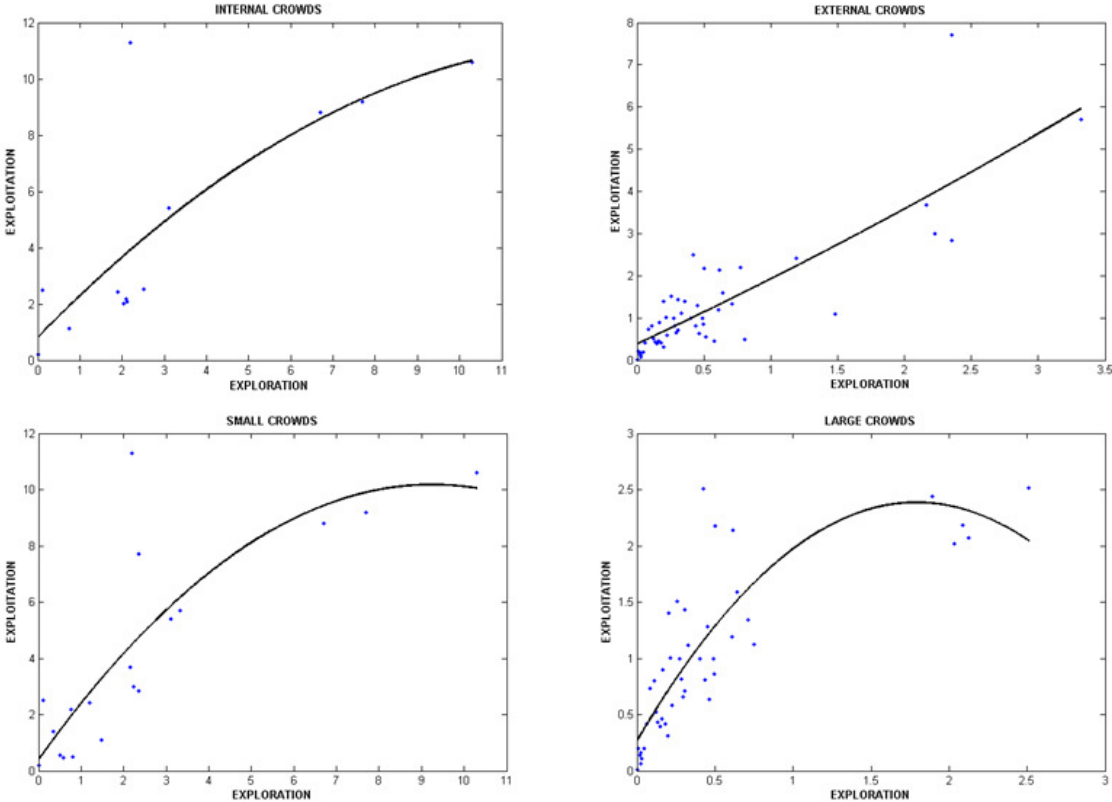 INTERNAL CROWDS
12
10
8
6
4
2
0
EXPLOITATION
0 1 2 3 4 5 6 7 8 9 10 11
EXPLORATION
EXTERNAL CROWDS
8
7
6
5
4
3
2
1
0
EXPLOITATION
0 0.5 1 1.5 2 2.5 3 3.5
EXPLORATION
SMALL CROWDS
12
10
8
6
4
2
0
EXPLOITATION
0 1 2 3 4 5 6 7 8 9 10 11
EXPLORATION
LARGE CROWDS
3
2.5
2
1.5
1
0.5
0
EXPLOITATION
0 0.5 1 1.5 2 2.5 3
EXPLORATION